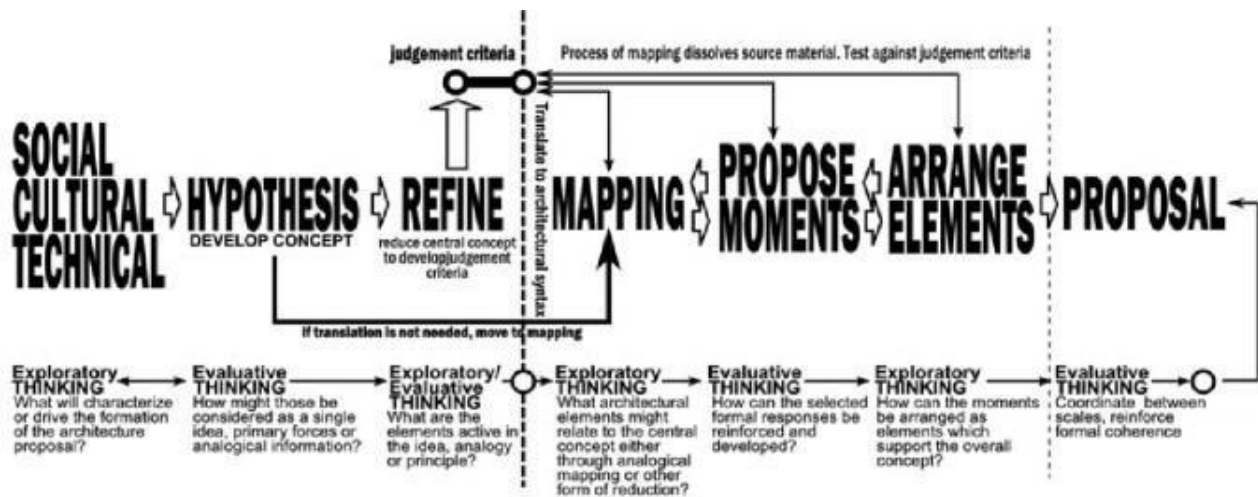 judgement criteria
Process of mapping dissolves source material. Test against judgement criteria
Translate to architectural syntax
SOCIAL
CULTURAL
TECHNICAL
HYPOTHESIS
DEVELOP CONCEPT
REFINE
reduce central concept
to developjudgement
criteria
MAPPING
PROPOSE
MOMENTS
ARRANGE
ELEMENTS
PROPOSAL
If translation is not needed, move to mapping
Exploratory
THINKING
What will characterize
or drive the formation
of the architecture
proposal?
Evaluative
THINKING
How might those be
considered as a single
idea, primary forces or
analogical information?
Exploratory/
Evaluative
THINKING
What are the
elements active in
the idea, analogy
or principle?
Exploratory
THINKING
What architectural
elements might
relate to the central
concept either
through analogical
mapping or other
form of reduction?
Evaluative
THINKING
How can the selected
formal responses be
reinforced and
developed?
Exploratory
THINKING
How can the moments
be arranged as
elements which
support the overall
concept?
Evaluative
THINKING
Coordinate between
scales, reinforce
formal coherence